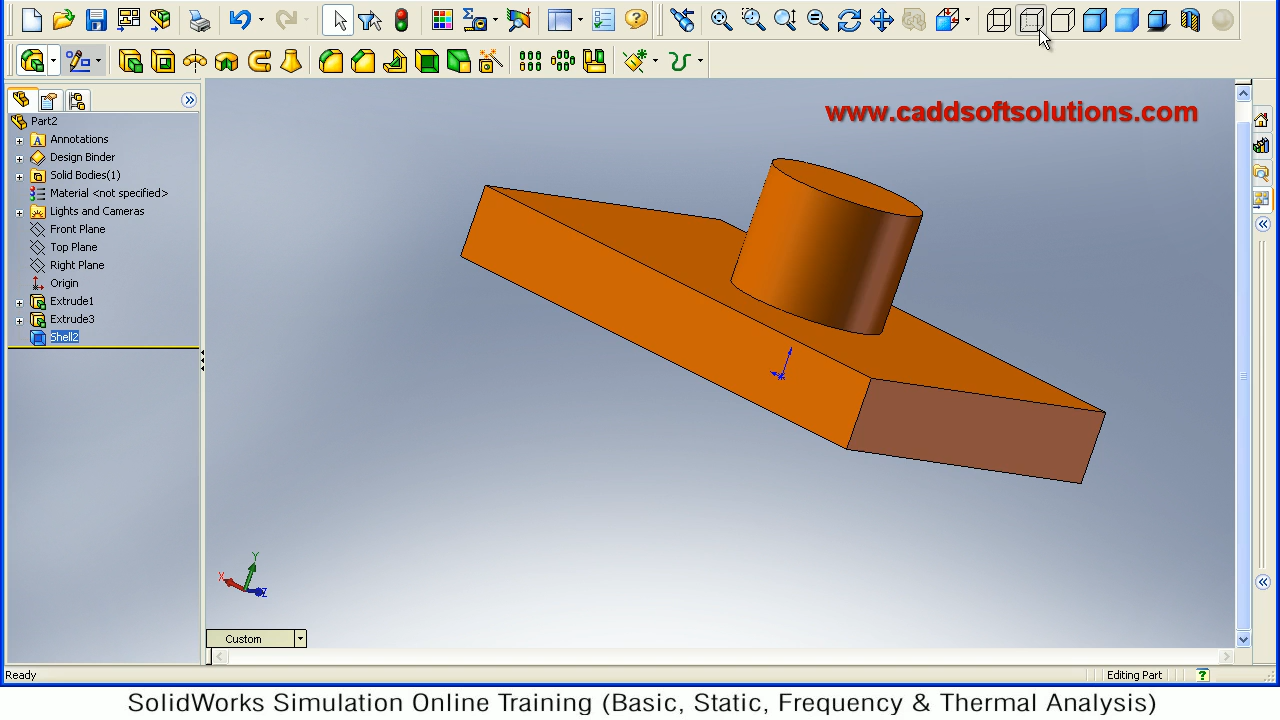 www.caddsoftsolutions.com
Part2
Annotations
Design Binder
Solid Bodies(1)
Material <not specified>
Lights and Cameras
Front Plane
Top Plane
Right Plane
Origin
Extrude1
Extrude3
Shell2
Y
X
Z
Custom
Ready
Editing Part
SolidWorks Simulation Online Training (Basic, Static, Frequency & Thermal Analysis)